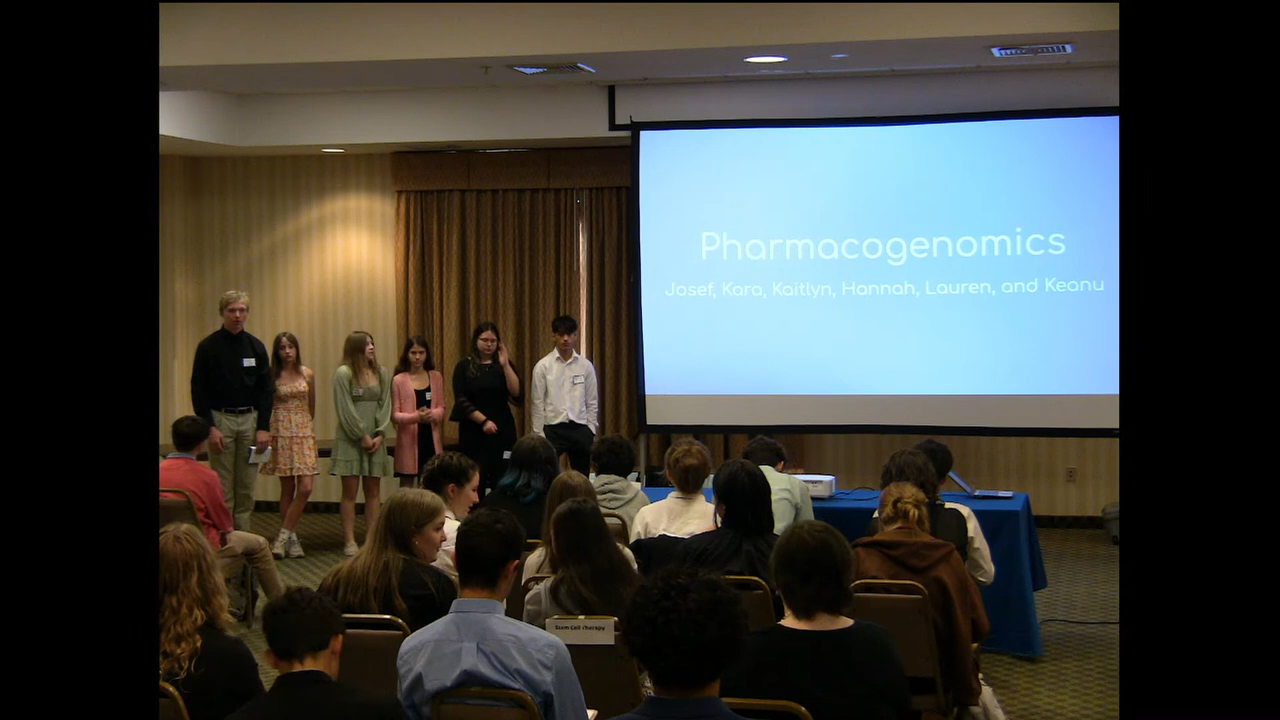 Pharmacogenomics
Josef, Kara, Kaitlyn, Hannah, Lauren, and Keanu
Stem Cell Therapy